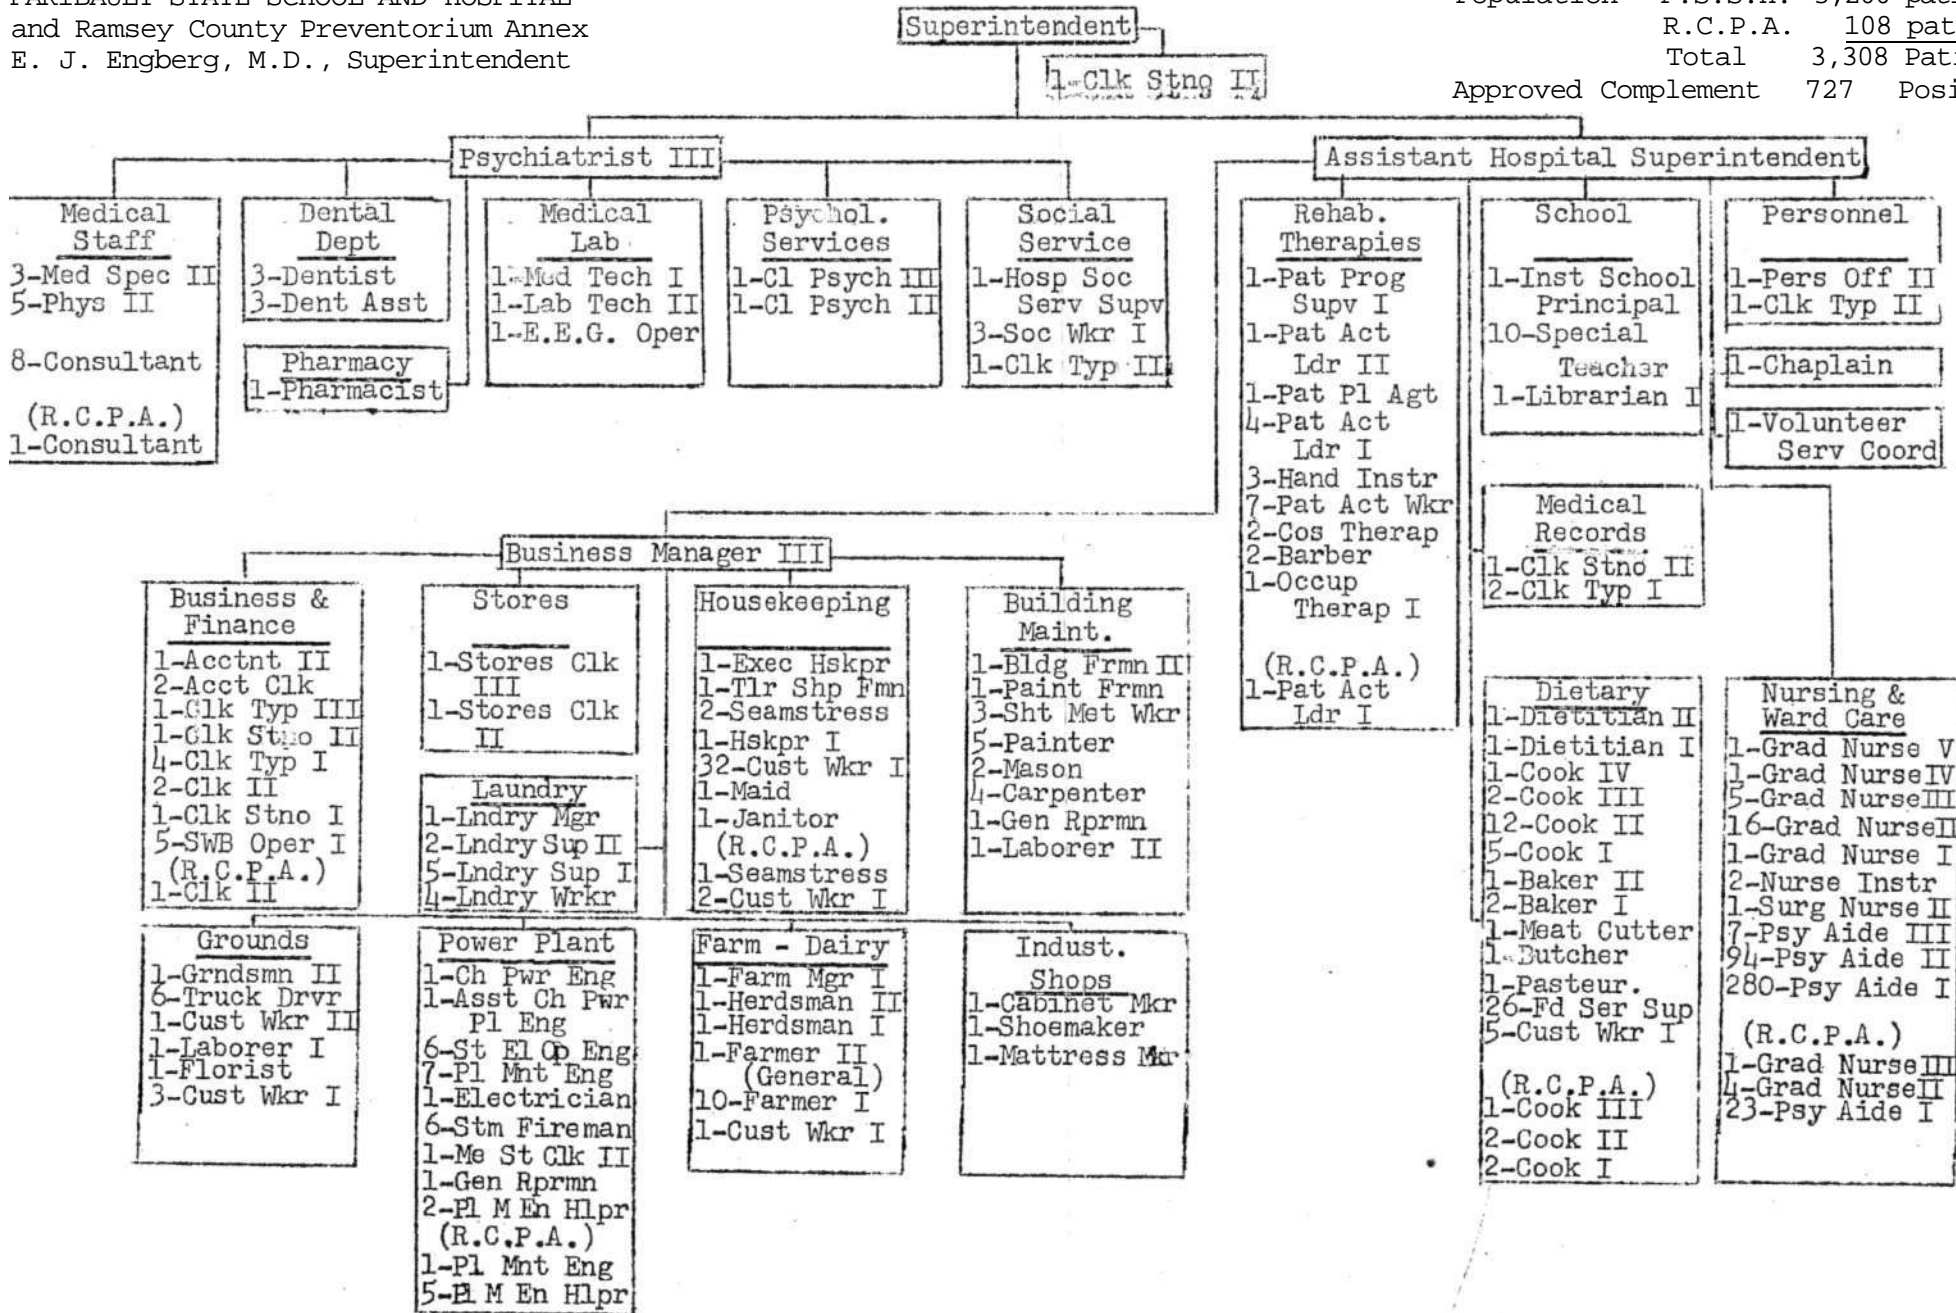 FARIBAULT STATE SCHOOL AND HOSPITAL
and Ramsey County Preventorium Annex
E. J. Engberg, M.D., Superintendent
Superintendent
1-Clk Stno II
Population F.S.S.H. 3,200 pati
R.C.P.A. 108 pat
Total 3,308 Pati
Approved Complement 727 Posi
Psychiatrist III
Assistant Hospital Superintendent
Medical
Staff
3-Med Spec II
5-Phys II
8-Consultant
(R.C.P.A.)
1-Consultant
Dental
Dept
3-Dentist
3-Dent Asst
Pharmacy
1-Pharmacist
Medical
Lab
1-Med Tech I
1-Lab Tech II
1-E.E.G. Oper
Psychol.
Services
1-Cl Psych III
1-Cl Psych II
Social
Service
1-Hosp Soc
Serv Supv
3-Soc Wkr I
1-Clk Typ II
Rehab.
Therapies
1-Pat Prog
Supv I
1-Pat Act
Ldr II
1-Pat Pl Agt
4-Pat Act
Ldr I
3-Hand Instr
7-Pat Act Wkr
2-Cos Therap
2-Barber
1-Occup
Therap I
(R.C.P.A.)
1-Pat Act
Ldr I
School
1-Inst School
Principal
10-Special
Teacher
1-Librarian I
Personnel
1-Pers Off II
1-Clk Typ II
1-Chaplain
1-Volunteer
Serv Coord
Medical
Records
1-Clk Stno II
2-Clk Typ I
Business Manager III
Business &
Finance
1-Acctnt II
2-Acct Clk
1-Clk Typ III
1-Clk Stno II
4-Clk Typ I
2-Clk II
1-Clk Stno I
5-SWB Oper I
(R.C.P.A.)
1-Clk II
Stores
1-Stores Clk
III
1-Stores Clk
II
Laundry
1-Lndry Mgr
2-Lndry Sup II
5-Lndry Sup I
4-Lndry Wrkr
Housekeeping
1-Exec Hskpr
1-Tlr Shp Fmn
2-Seamstress
1-Hskpr I
32-Cust Wkr I
1-Maid
1-Janitor
(R.C.P.A.)
1-Seamstress
2-Cust Wkr I
Building
Maint.
1-Bldg Frmn II
1-Paint Frmn
3-Sht Met Wkr
5-Painter
2-Mason
4-Carpenter
1-Gen Rprmn
1-Laborer II
Dietary
1-Dietitian II
1-Dietitian I
1-Cook IV
2-Cook III
12-Cook II
5-Cook I
1-Baker II
2-Baker I
1-Meat Cutter
1-Butcher
1-Pasteur.
26-Fd Ser Sup
5-Cust Wkr I
(R.C.P.A.)
1-Cook III
2-Cook II
2-Cook I
Nursing &
Ward Care
1-Grad Nurse V
1-Grad Nurse IV
5-Grad Nurse III
16-Grad Nurse II
1-Grad Nurse I
2-Nurse Instr
1-Surg Nurse II
7-Psy Aide III
94-Psy Aide II
280-Psy Aide I
(R.C.P.A.)
1-Grad Nurse III
4-Grad Nurse II
23-Psy Aide I
Grounds
1-Grndsmn II
6-Truck Drvr
1-Cust Wkr II
1-Laborer I
1-Florist
3-Cust Wkr I
Power Plant
1-Ch Pwr Eng
1-Asst Ch Pwr
Pl Eng
6-St El Op Eng
7-Pl Mnt Eng
1-Electrician
6-Stm Fireman
1-Me St Clk II
1-Gen Rprmn
2-Pl M En Hlpr
(R.C.P.A.)
1-Pl Mnt Eng
5-Pl M En Hlpr
Farm - Dairy
1-Farm Mgr I
1-Herdsman II
1-Herdsman I
1-Farmer II
(General)
10-Farmer I
1-Cust Wkr I
Indust.
Shops
1-Cabinet Mkr
1-Shoemaker
1-Mattress Mkr